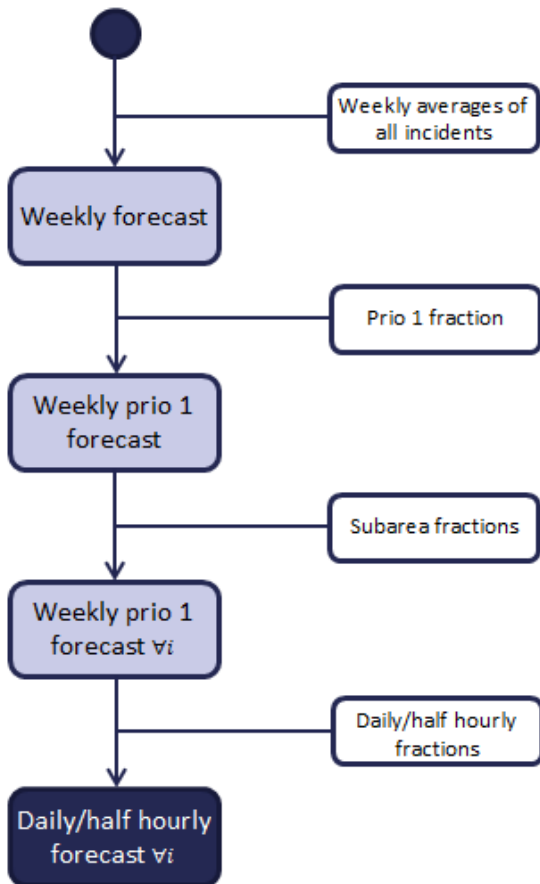 Weekly averages of
all incidents
Weekly forecast
Prio 1 fraction
Weekly prio 1
forecast
Subarea fractions
Weekly prio 1
forecast ∀i
Daily/half hourly
fractions
Daily/half hourly
forecast ∀i